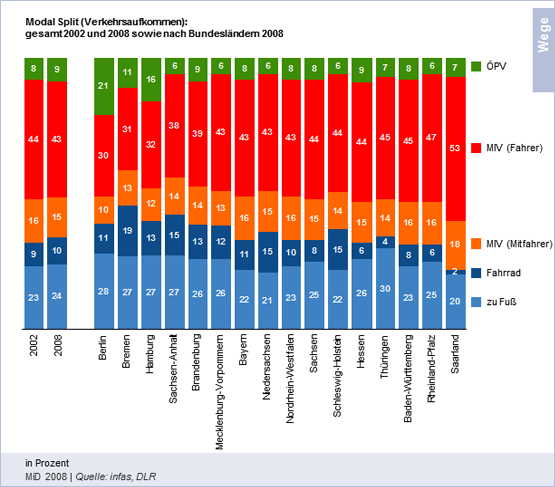 Modal Split (Verkehrsaufkommen):
gesamt2002 und 2008 sowie nach Bundesländern 2008
Wege
8 9 21 11 16 6 9 6 8 6 8 8 6 9 7 8 6 7 ÖPV
44 43 30 31 32 38 39 43 43 43 43 44 44 44 45 45 47 53 MIV (Fahrer)
16 15 10 13 12 14 14 13 16 15 16 15 14 15 14 16 16 18 MIV (Mitfahrer)
9 10 11 19 13 15 13 12 11 15 10 8 15 6 4 8 6 2 Fahrrad
23 24 28 27 27 27 26 26 22 21 23 25 22 26 30 23 25 20 zu Fuß
2002
2008
Berlin
Bremen
Hamburg
Sachsen-Anhalt
Brandenburg
Mecklenburg-Vorpommern
Bayern
Niedersachsen
Nordrhein-Westfalen
Sachsen
Schleswig-Holstein
Hessen
Thüringen
Baden-Württemberg
Rheinland-Pfalz
Saarland
in Prozent
MiD 2008 | Quelle: infas, DLR